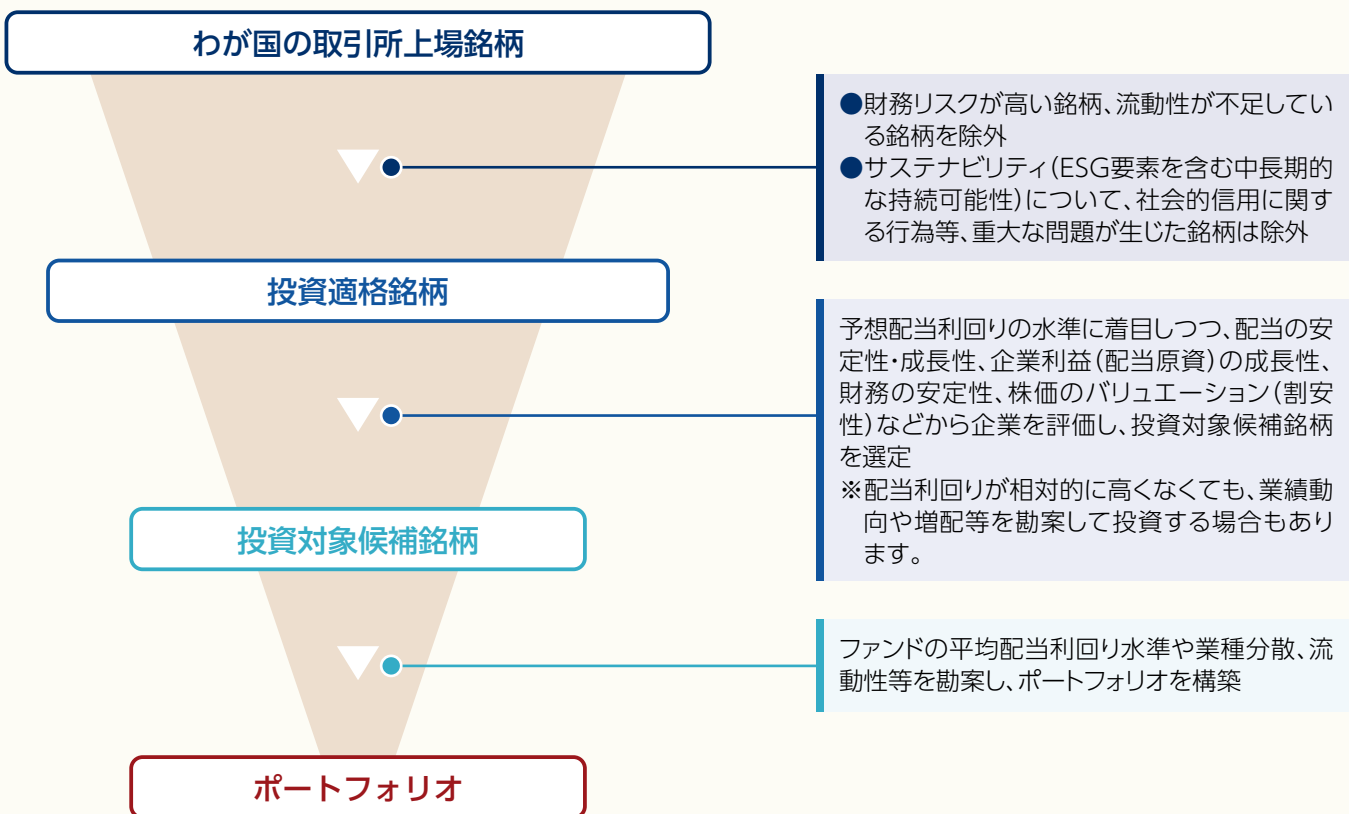 わが国の取引所上場銘柄
●財務リスクが高い銘柄、流動性が不足してい
る銘柄を除外
●サステナビリティ(ESG要素を含む中長期的
な持続可能性)について、社会的信用に関す
る行為等、重大な問題が生じた銘柄は除外
投資適格銘柄
予想配当利回りの水準に着目しつつ、配当の安
定性・成長性、企業利益(配当原資)の成長性、
財務の安定性、株価のバリュエーション(割安
性)などから企業を評価し、投資対象候補銘柄
を選定
※配当利回りが相対的に高くなくても、業績動
向や増配等を勘案して投資する場合もあり
ます。
投資対象候補銘柄
ファンドの平均配当利回り水準や業種分散、流
動性等を勘案し、ポートフォリオを構築
ポートフォリオ